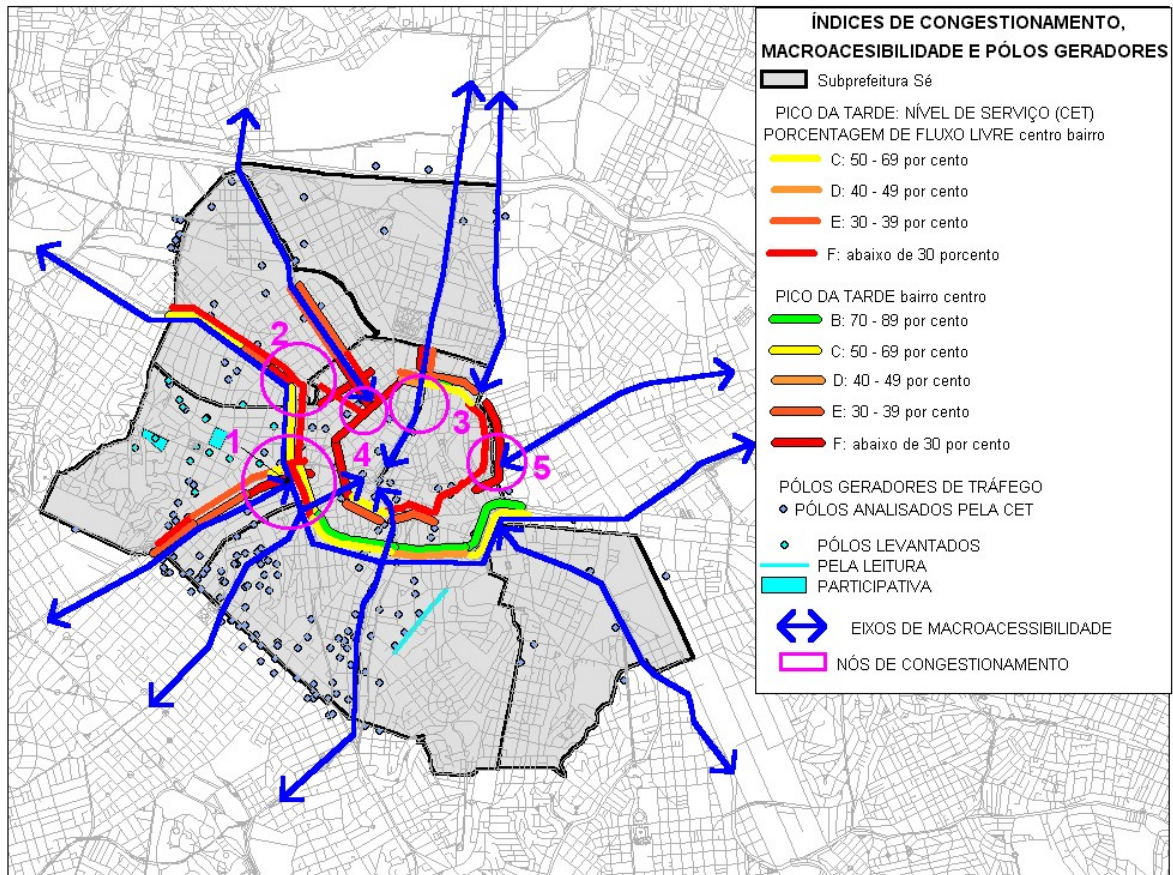 ÍNDICES DE CONGESTIONAMENTO,
MACROACESIBILIDADE E PÓLOS GERADORES
Subprefeitura Sé
PICO DA TARDE: NÍVEL DE SERVIÇO (CET)
PORCENTAGEM DE FLUXO LIVRE centro bairro
C: 50 - 69 por cento
D: 40 - 49 por cento
E: 30 - 39 por cento
F: abaixo de 30 porcento
PICO DA TARDE bairro centro
B: 70 - 89 por cento
C: 50 - 69 por cento
D: 40 - 49 por cento
E: 30 - 39 por cento
F: abaixo de 30 por cento
PÓLOS GERADORES DE TRÁFEGO
PÓLOS ANALISADOS PELA CET
PÓLOS LEVANTADOS
PELA LEITURA
PARTICIPATIVA
EIXOS DE MACROACESSIBILIDADE
NÓS DE CONGESTIONAMENTO
2
3
1
4
5